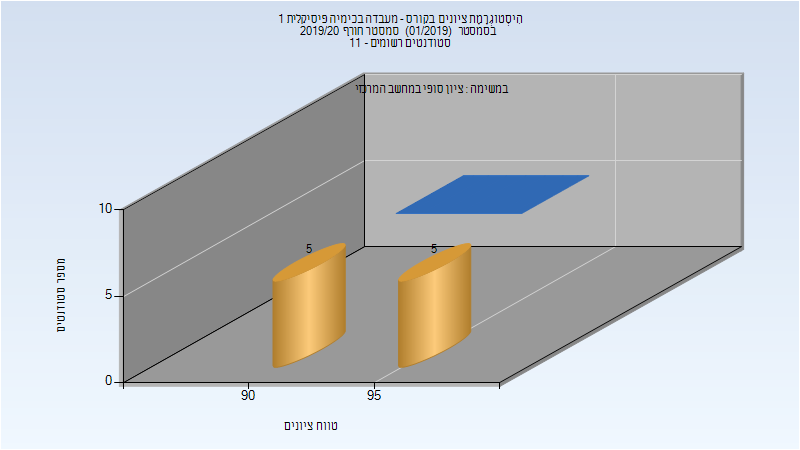 היסטוגרמת ציונים בקורס - מעבדה בכימיה פיסיקלית 1
בסמסטר (01/2019) סמסטר חורף 2019/20
סטודנטים רשומים - 11
במשימה : ציון סופי במחשב המרכזי
10
5
0
5
5
90
95
מספר סטודנטים
טווח ציונים